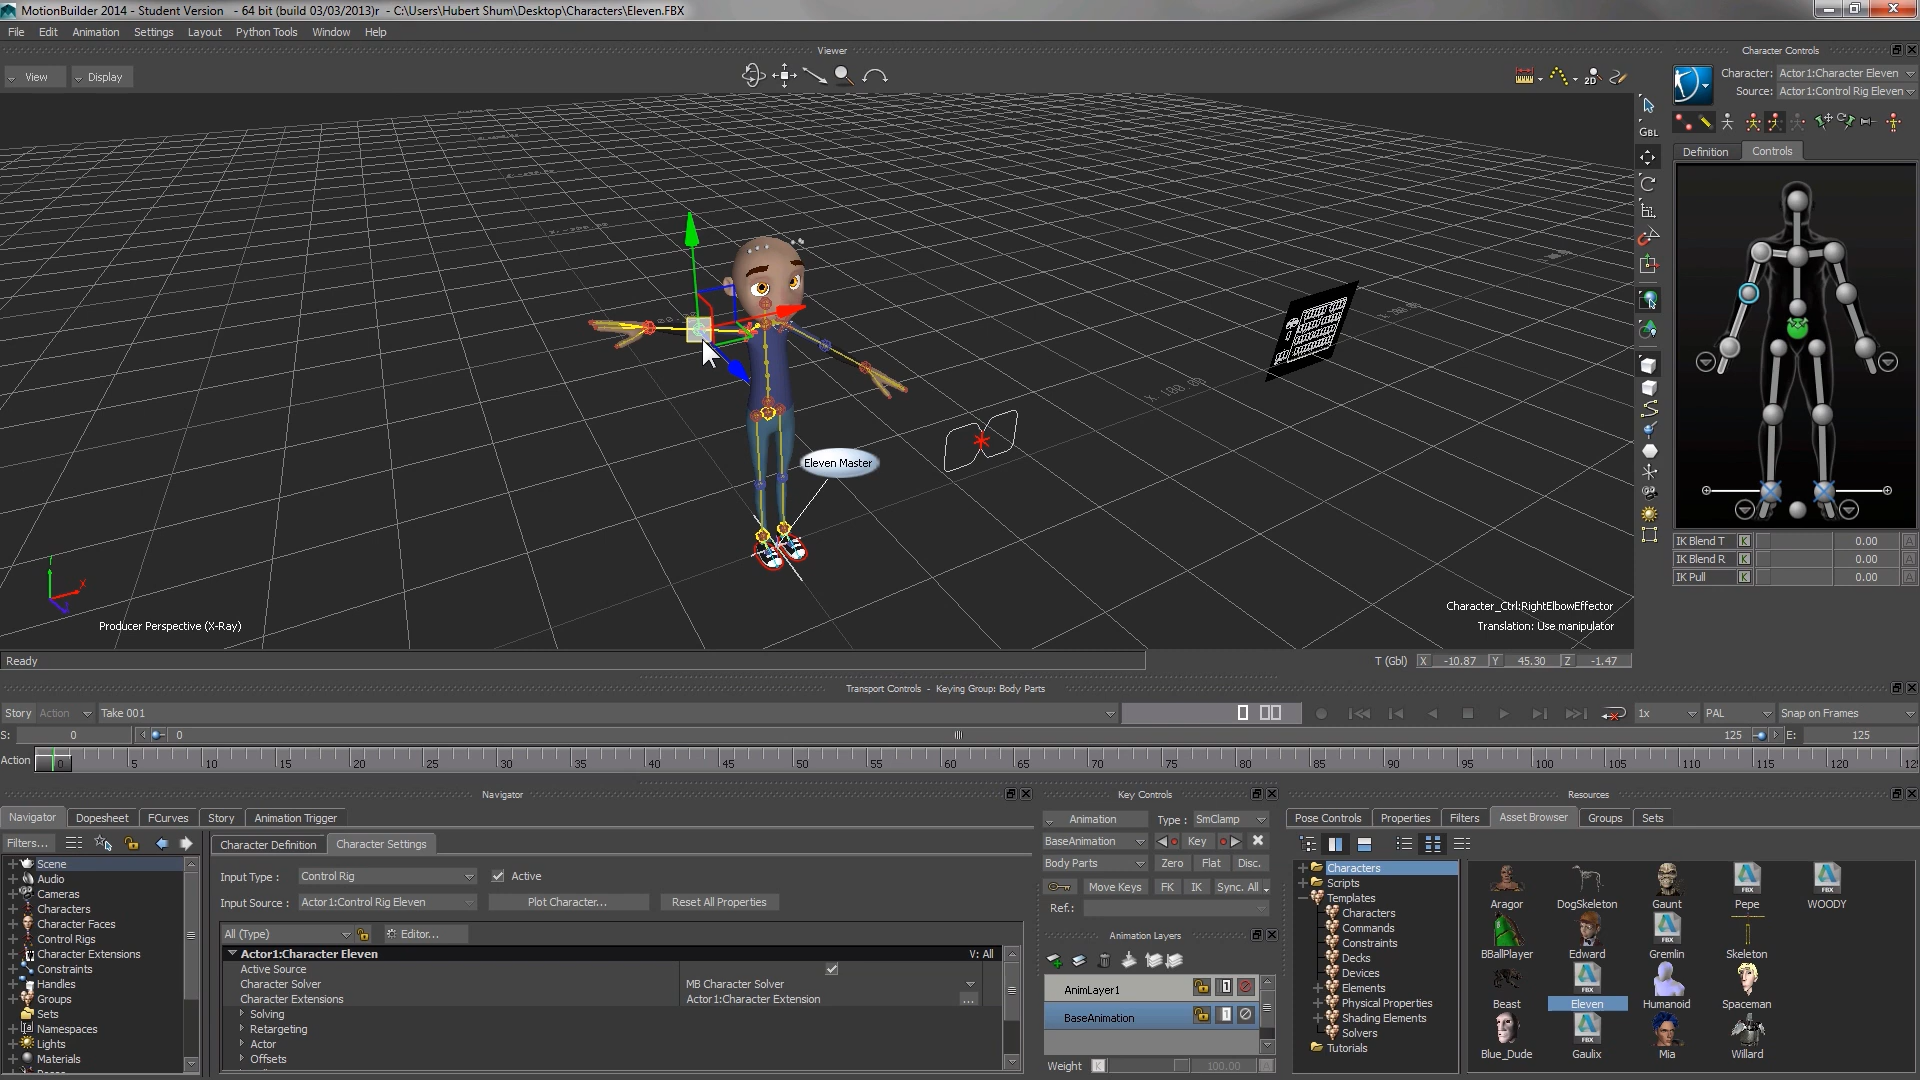 MotionBuilder 2014 - Student Version - 64 bit (build 03/03/2013)r - C:\Users\Hubert Shum\Desktop\Characters\Eleven.FBX
File Edit Animation Settings Layout Python Tools Window Help
Viewer
View Display
2D
Character Controls
Character: Actor1:Character Eleven
Source: Actor1:Control Rig Eleven
GBL
Definition Controls
Eleven Master
Y
X
Producer Perspective (X-Ray)
Character_Ctrl:RightElbowEffector
Translation: Use manipulator
IK Blend T K 0.00 A
IK Blend R K 0.00 A
IK Pull K 0.00 A
Ready
T (Gbl) X -10.87 Y 45.30 Z -1.47
Transport Controls - Keying Group: Body Parts
Story Action Take 001 1x PAL Snap on Frames
S: 0 0 125 E: 125
Action 0 5 10 15 20 25 30 35 40 45 50 55 60 65 70 75 80 85 90 95 100 105 110 115 120 12
Navigator
Navigator Dopesheet FCurves Story Animation Trigger
Filters...
Scene
Audio
Cameras
Characters
Character Faces
Control Rigs
Character Extensions
Constraints
Handles
Groups
Sets
Namespaces
Lights
Materials
Character Definition Character Settings
Input Type : Control Rig Active
Input Source : Actor1:Control Rig Eleven Plot Character... Reset All Properties
All (Type) Editor...
Actor1:Character Eleven V: All
Active Source
Character Solver MB Character Solver
Character Extensions Actor1:Character Extension ...
Solving
Retargeting
Actor
Offsets
Key Controls
Animation Type : SmClamp
BaseAnimation Key
Body Parts Zero Flat Disc.
Move Keys FK IK Sync. All
Ref.:
Animation Layers
AnimLayer1 1
BaseAnimation 1
Weight K 100.00 A
Resources
Pose Controls Properties Filters Asset Browser Groups Sets
Characters
Scripts
Templates
Characters
Commands
Constraints
Decks
Devices
Elements
Physical Properties
Shading Elements
Solvers
Tutorials
Aragor DogSkeleton Gaunt Pepe WOODY
BBallPlayer Edward Gremlin Skeleton
Beast Eleven Humanoid Spaceman
Blue_Dude Gaulix Mia Willard